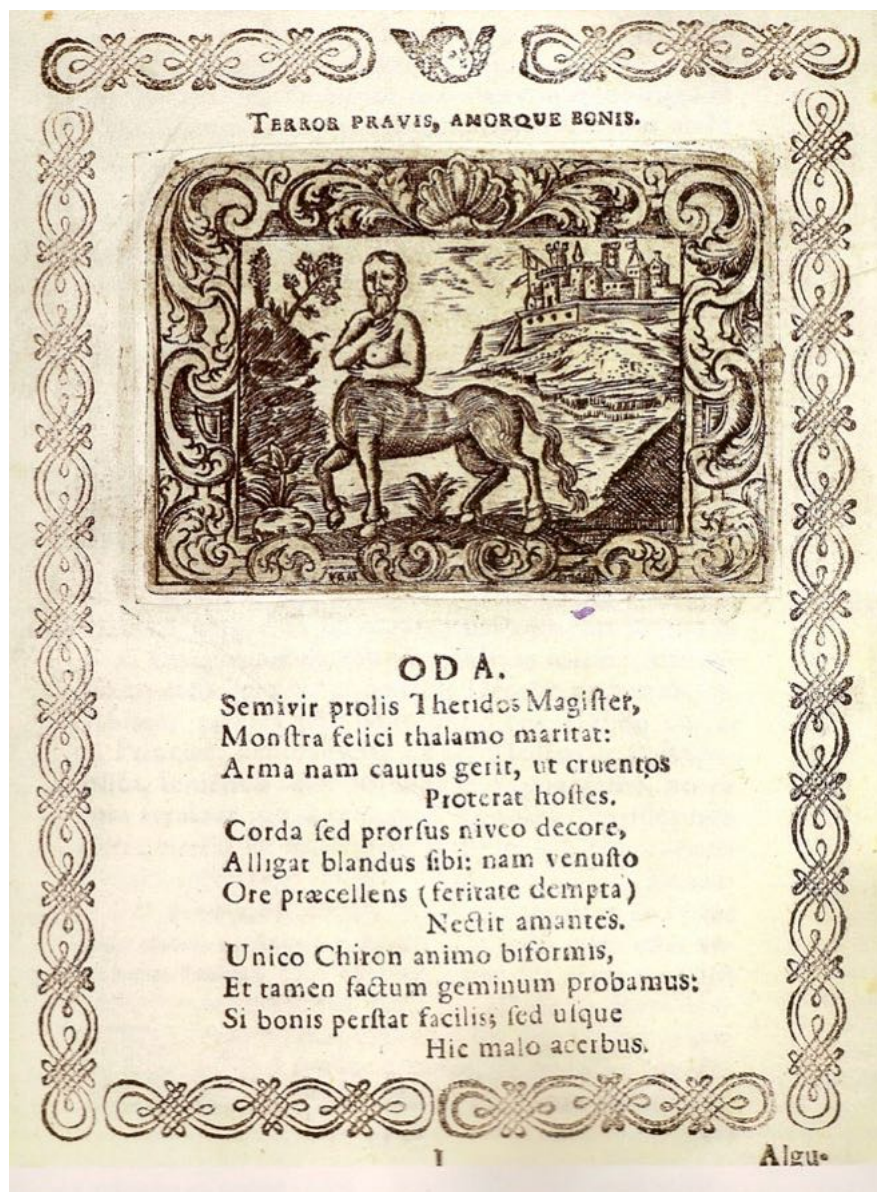 TERROR PRAVIS, AMORQUE BONIS.
ODA.
Semivir prolis Thetidos Magiſter,
Monſtra felici thalamo maritat:
Arma nam cautus gerit, ut cruentos
Proterat hoſtes.
Corda ſed prorſus niveo decore,
Alligat blandus ſibi: nam venuſto
Ore præcellens (feritate dempta)
Nectit amantes.
Unico Chiron animo biformis,
Et tamen factum geminum probamus:
Si bonis perſtat facilis; ſed uſque
Hic malo acerbus.
I Algu-